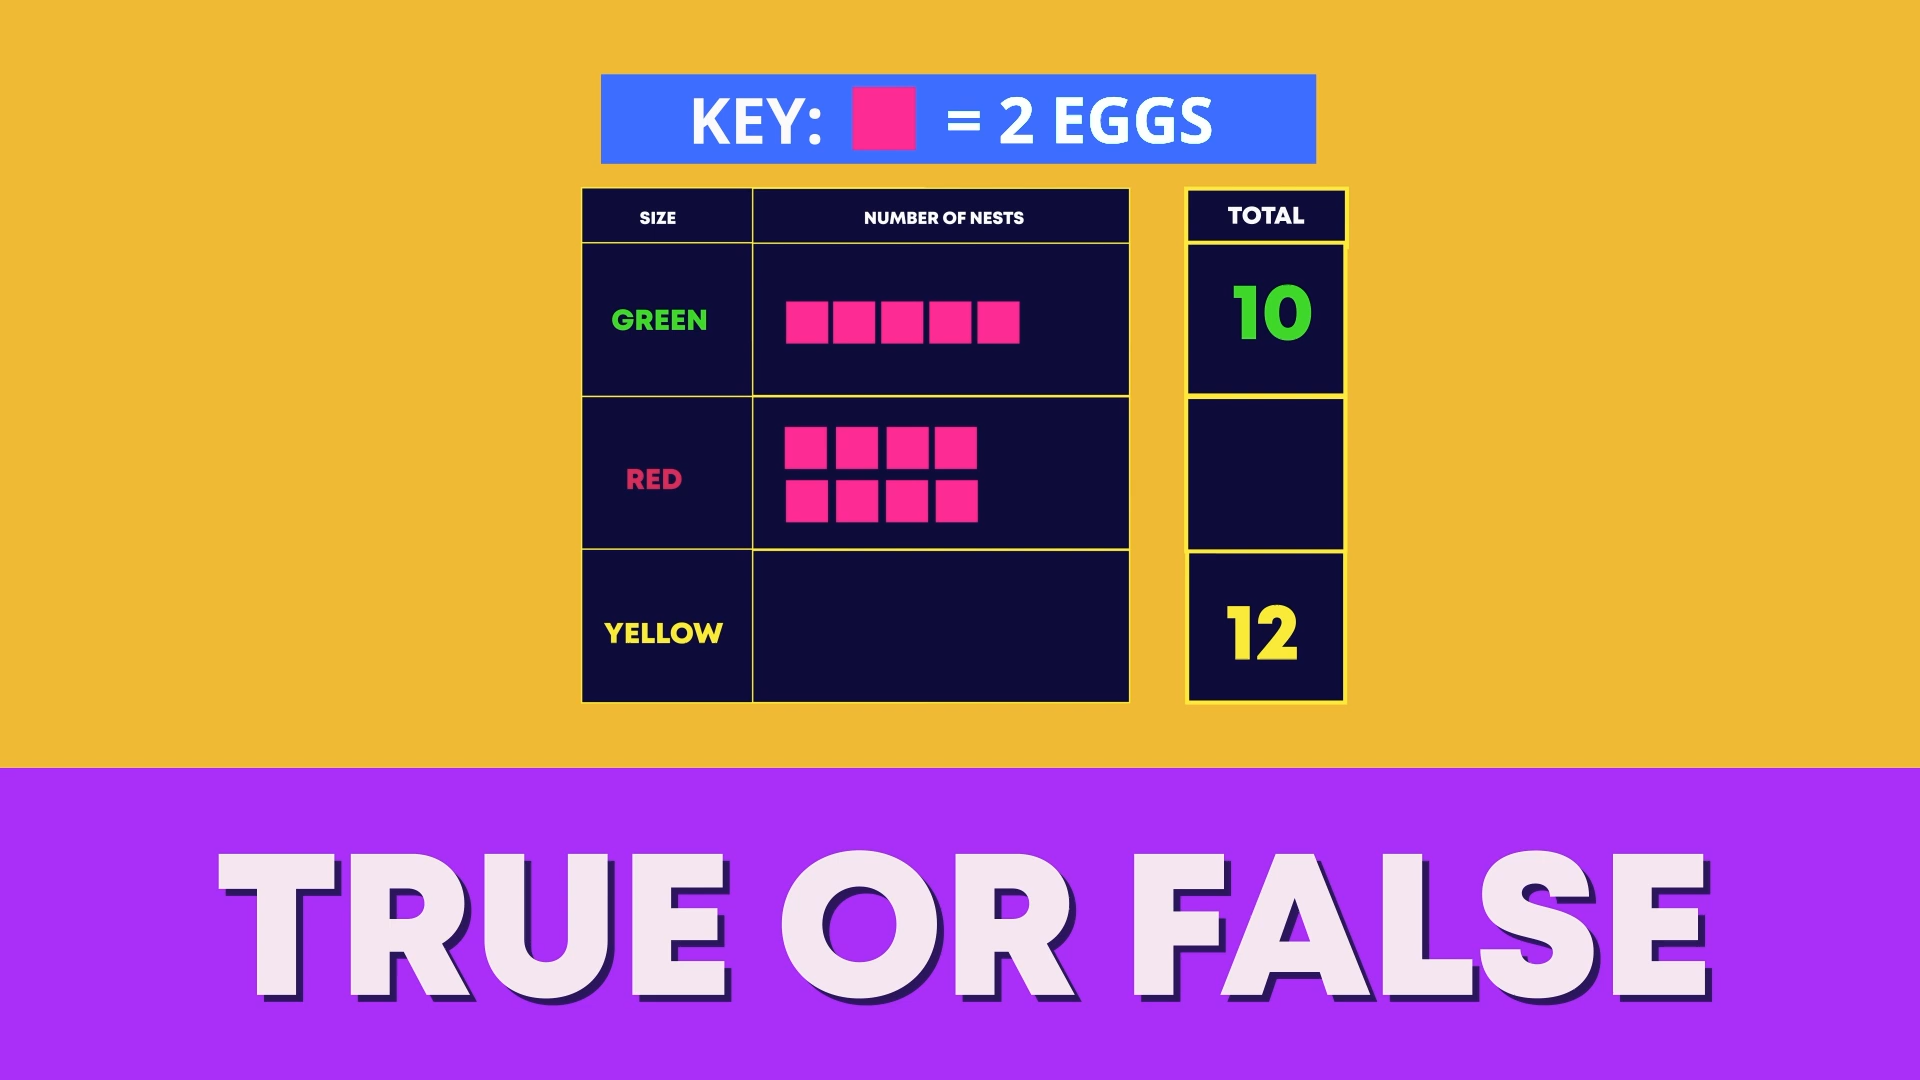 KEY: = 2 EGGS
SIZE NUMBER OF NESTS TOTAL
GREEN 10
RED
YELLOW 12
TRUE OR FALSE